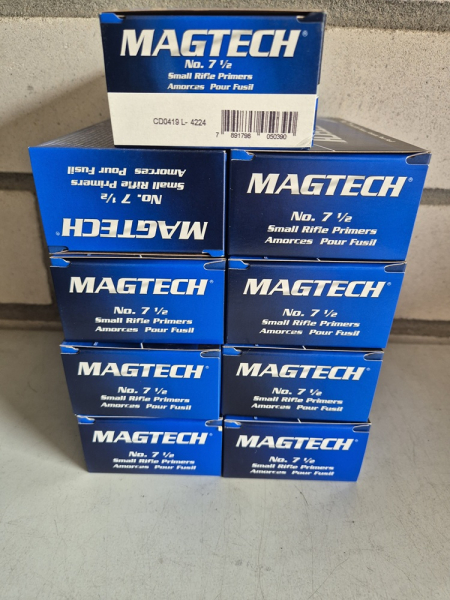 MAGTECH®
No. 7 ½
Small Rifle Primers
Amorces Pour Fusil
CD0419 L- 4224
7 891798 050390
MAGTECH®
No. 7 ½
Small Rifle Primers
Amorces Pour Fusil
MAGTECH®
No. 7 ½
Small Rifle Primers
Amorces Pour Fusil
MAGTECH®
No. 7 ½
Small Rifle Primers
Amorces Pour Fusil
MAGTECH®
No. 7 ½
Small Rifle Primers
Amorces Pour Fusil
MAGTECH®
No. 7 ½
Small Rifle Primers
Amorces Pour Fusil
MAGTECH®
No. 7 ½
Small Rifle Primers
Amorces Pour Fusil
MAGTECH®
No. 7 ½
Small Rifle Primers
Amorces Pour Fusil
MAGTECH®
No. 7 ½
Small Rifle Primers
Amorces Pour Fusil